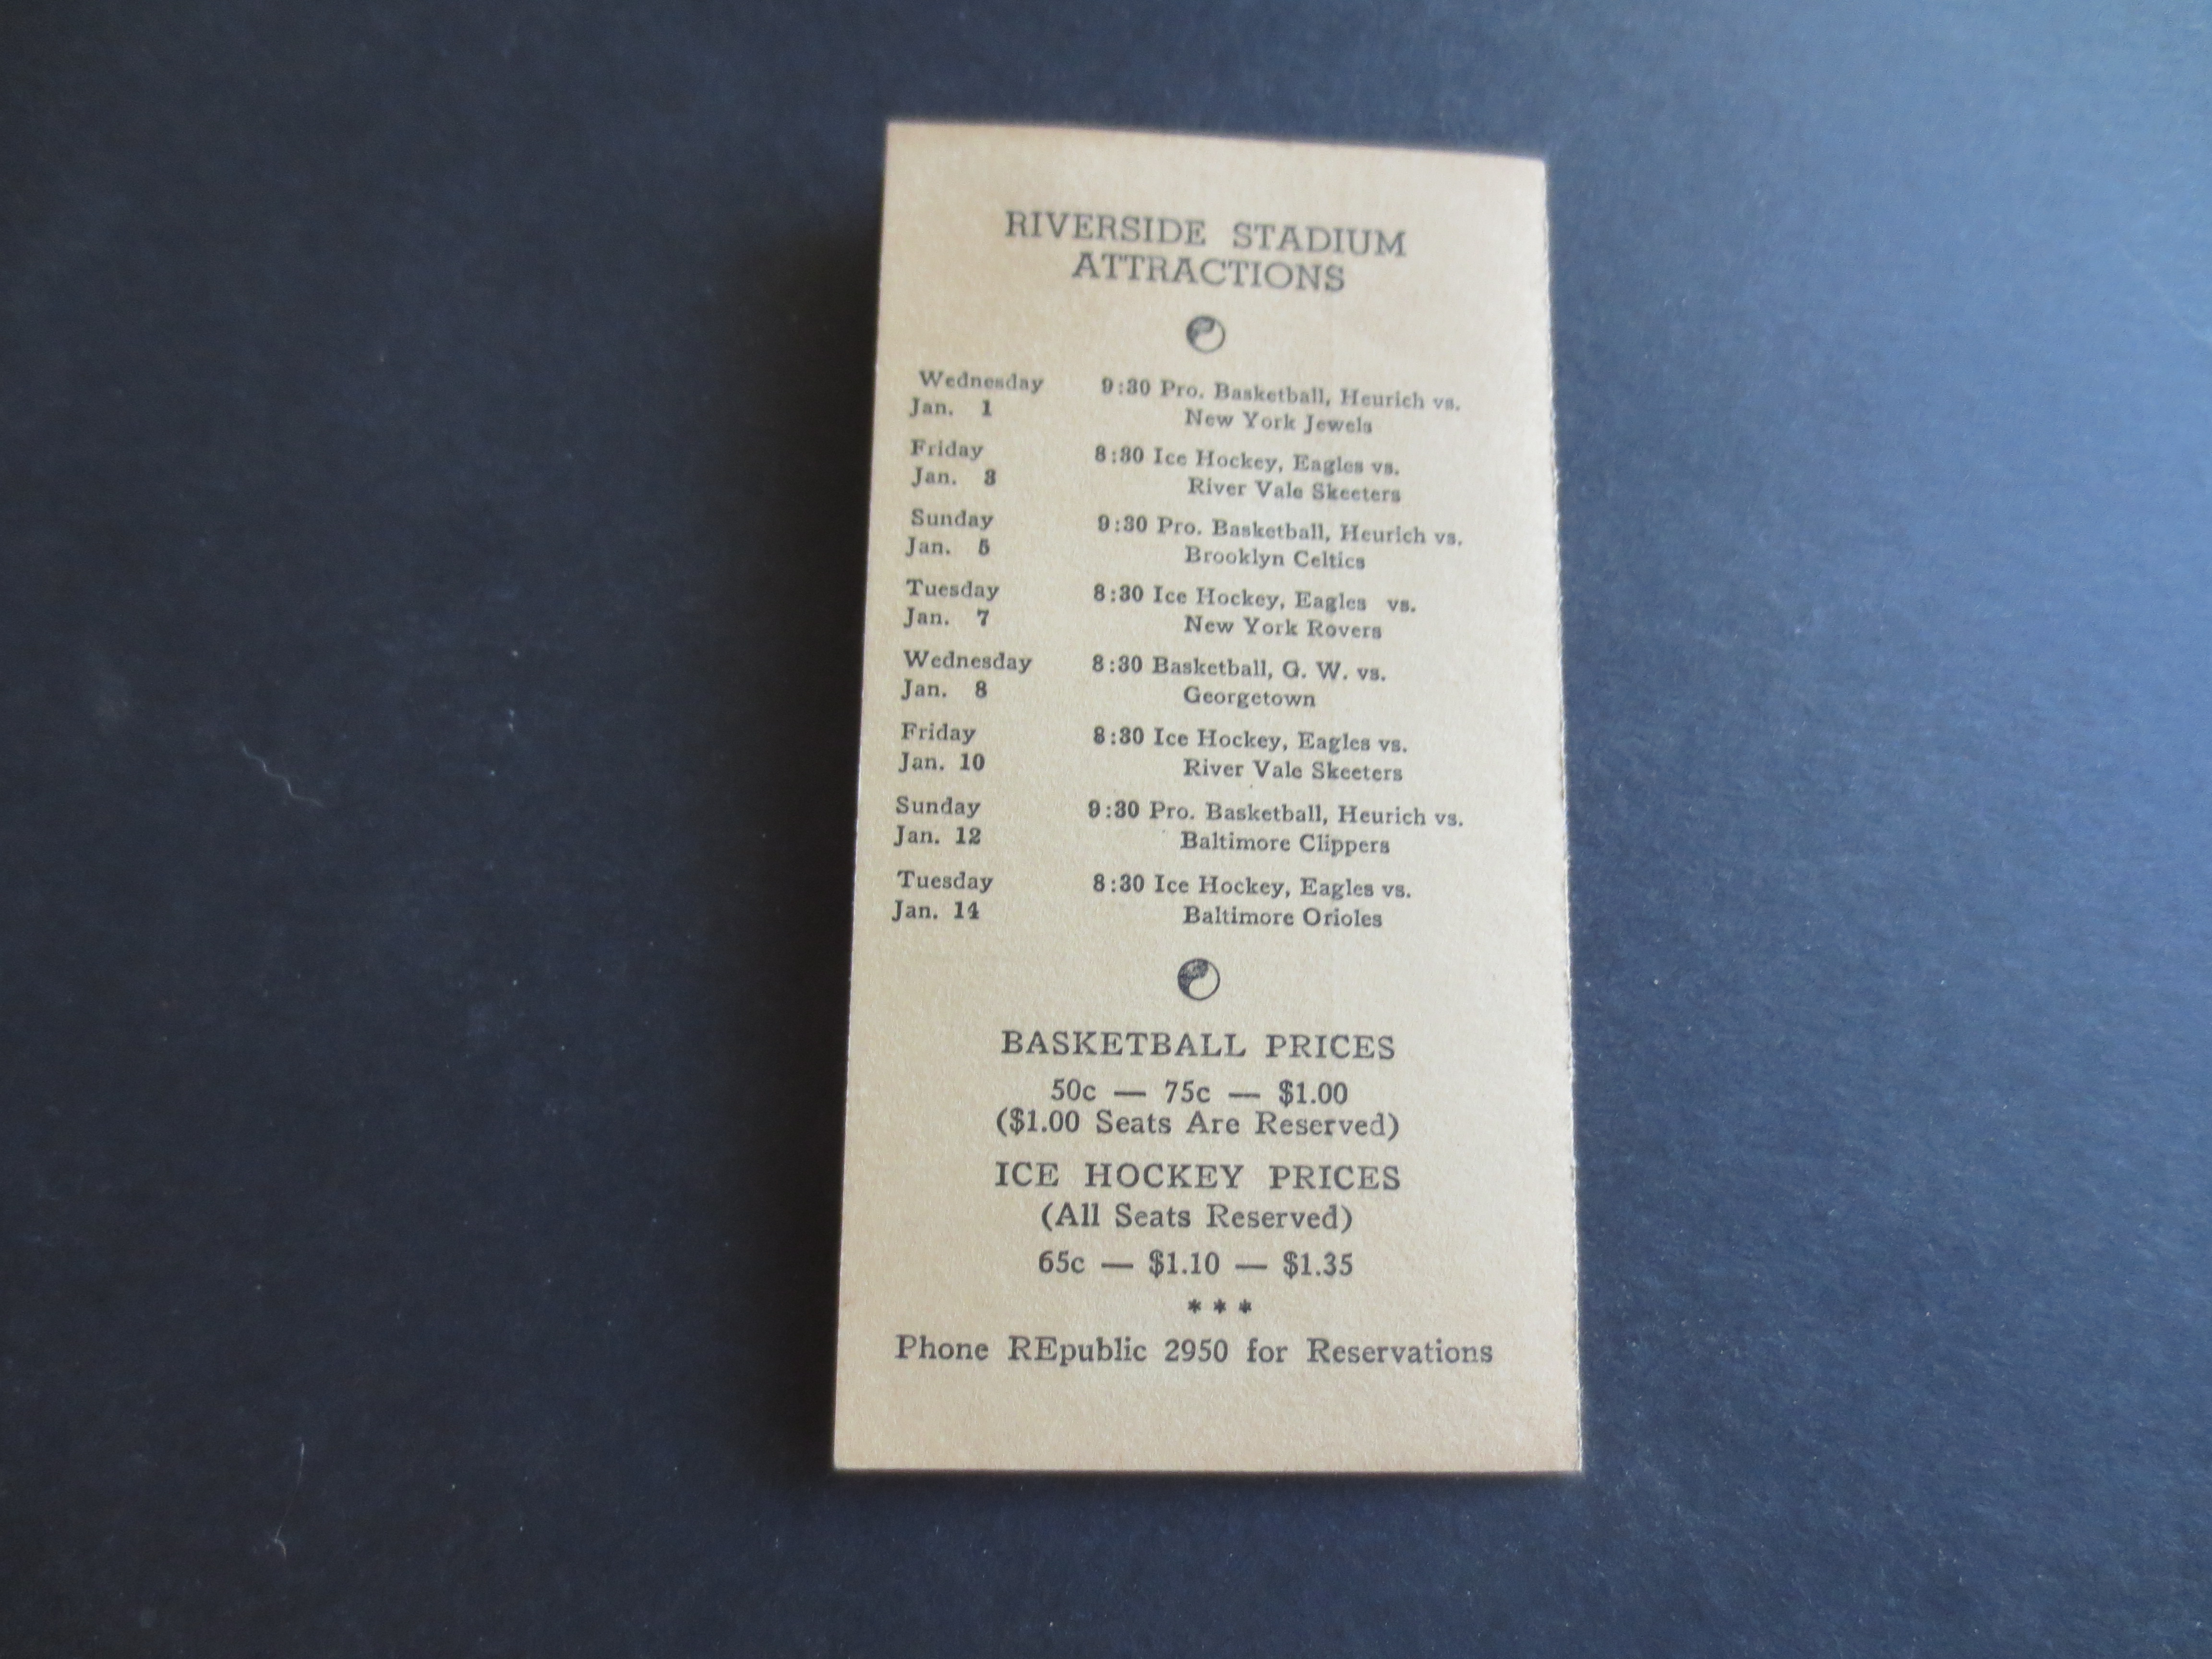 RIVERSIDE STADIUM
ATTRACTIONS
Wednesday 9:30 Pro. Basketball, Heurich vs.
Jan. 1 New York Jewels
Friday 8:30 Ice Hockey, Eagles vs.
Jan. 3 River Vale Skeeters
Sunday 9:30 Pro. Basketball, Heurich vs.
Jan. 5 Brooklyn Celtics
Tuesday 8:30 Ice Hockey, Eagles vs.
Jan. 7 New York Rovers
Wednesday 8:30 Basketball, G. W. vs.
Jan. 8 Georgetown
Friday 8:30 Ice Hockey, Eagles vs.
Jan. 10 River Vale Skeeters
Sunday 9:30 Pro. Basketball, Heurich vs.
Jan. 12 Baltimore Clippers
Tuesday 8:30 Ice Hockey, Eagles vs.
Jan. 14 Baltimore Orioles
BASKETBALL PRICES
50c — 75c — $1.00
($1.00 Seats Are Reserved)
ICE HOCKEY PRICES
(All Seats Reserved)
65c — $1.10 — $1.35
* * *
Phone REpublic 2950 for Reservations